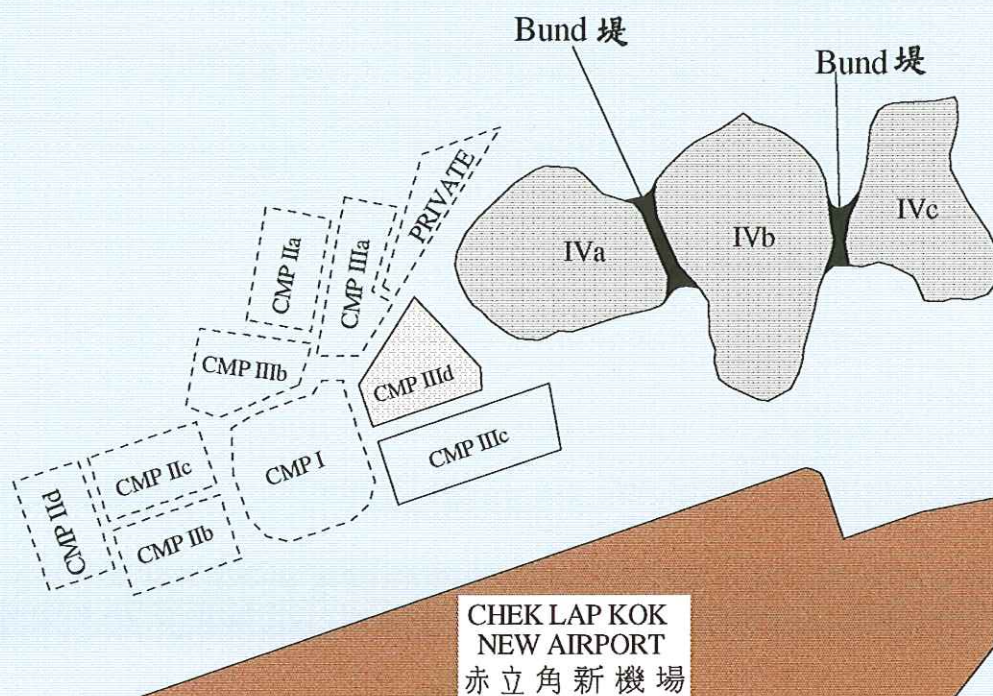 Bund 堤
Bund 堤
PRIVATE
CMP IIa
CMP IIIa
IVa
IVb
IVc
CMP IIIb
CMP IIId
CMP IIIc
CMP I
CMP IIc
CMP IId
CMP IIb
CHEK LAP KOK
NEW AIRPORT
赤立角新機場